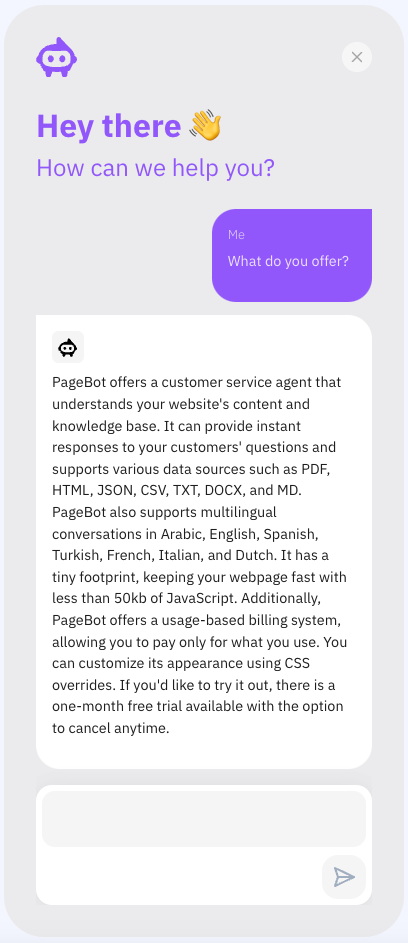 Hey there 👋
How can we help you?
Me
What do you offer?
PageBot offers a customer service agent that
understands your website's content and
knowledge base. It can provide instant
responses to your customers' questions and
supports various data sources such as PDF,
HTML, JSON, CSV, TXT, DOCX, and MD.
PageBot also supports multilingual
conversations in Arabic, English, Spanish,
Turkish, French, Italian, and Dutch. It has a
tiny footprint, keeping your webpage fast with
less than 50kb of JavaScript. Additionally,
PageBot offers a usage-based billing system,
allowing you to pay only for what you use. You
can customize its appearance using CSS
overrides. If you'd like to try it out, there is a
one-month free trial available with the option
to cancel anytime.